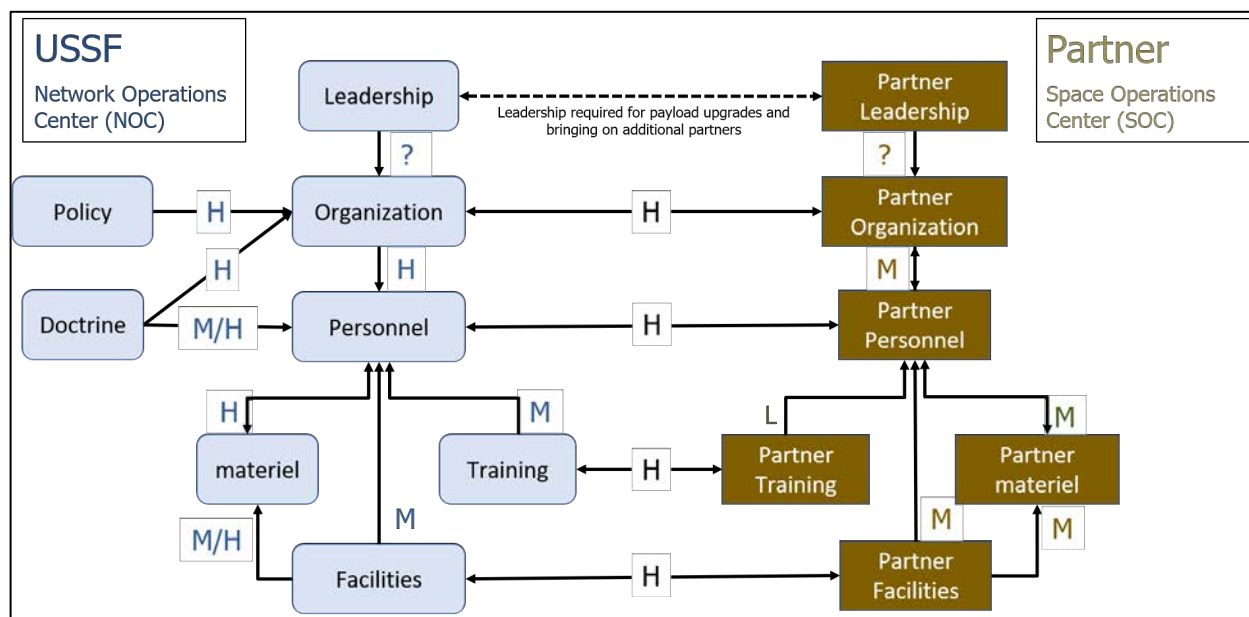 USSF
Network Operations
Center (NOC)
Partner
Space Operations
Center (SOC)
Leadership
Leadership required for payload upgrades and
bringing on additional partners
Partner
Leadership
?
?
Policy
H
Organization
H
Partner
Organization
H
H
M
Doctrine
M/H
Personnel
H
Partner
Personnel
H
M
L
M
materiel
Training
H
Partner
Training
Partner
materiel
M/H
M
M
M
Facilities
H
Partner
Facilities